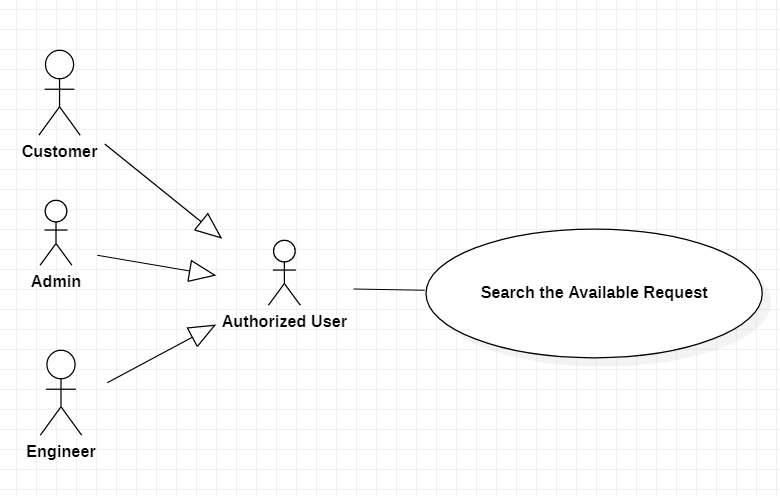 Customer
Admin
Authorized User
Search the Available Request
Engineer